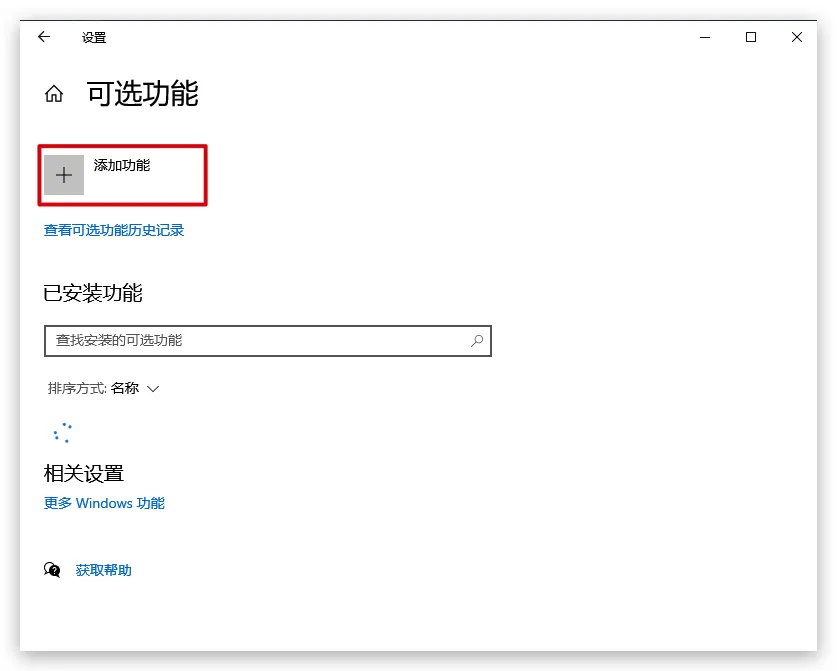 设置
可选功能
添加功能
查看可选功能历史记录
已安装功能
查找安装的可选功能
排序方式: 名称
相关设置
更多 Windows 功能
获取帮助